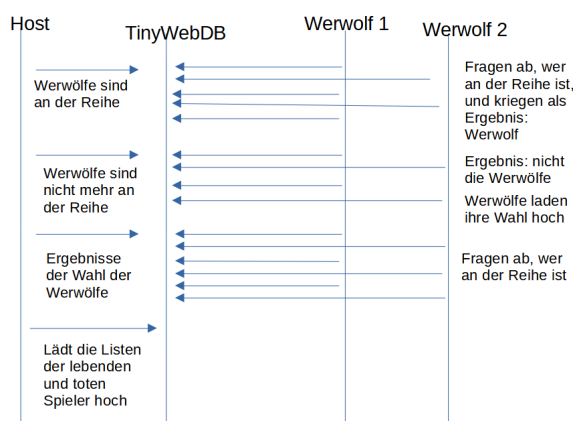 Host
TinyWebDB
Werwolf 1
Werwolf 2
Werwölfe sind
an der Reihe
Fragen ab, wer
an der Reihe ist,
und kriegen als
Ergebnis:
Werwolf
Werwölfe sind
nicht mehr an
der Reihe
Ergebnis: nicht
die Werwölfe
Werwölfe laden
ihre Wahl hoch
Ergebnisse
der Wahl der
Werwölfe
Fragen ab, wer
an der Reihe ist
Lädt die Listen
der lebenden
und toten
Spieler hoch